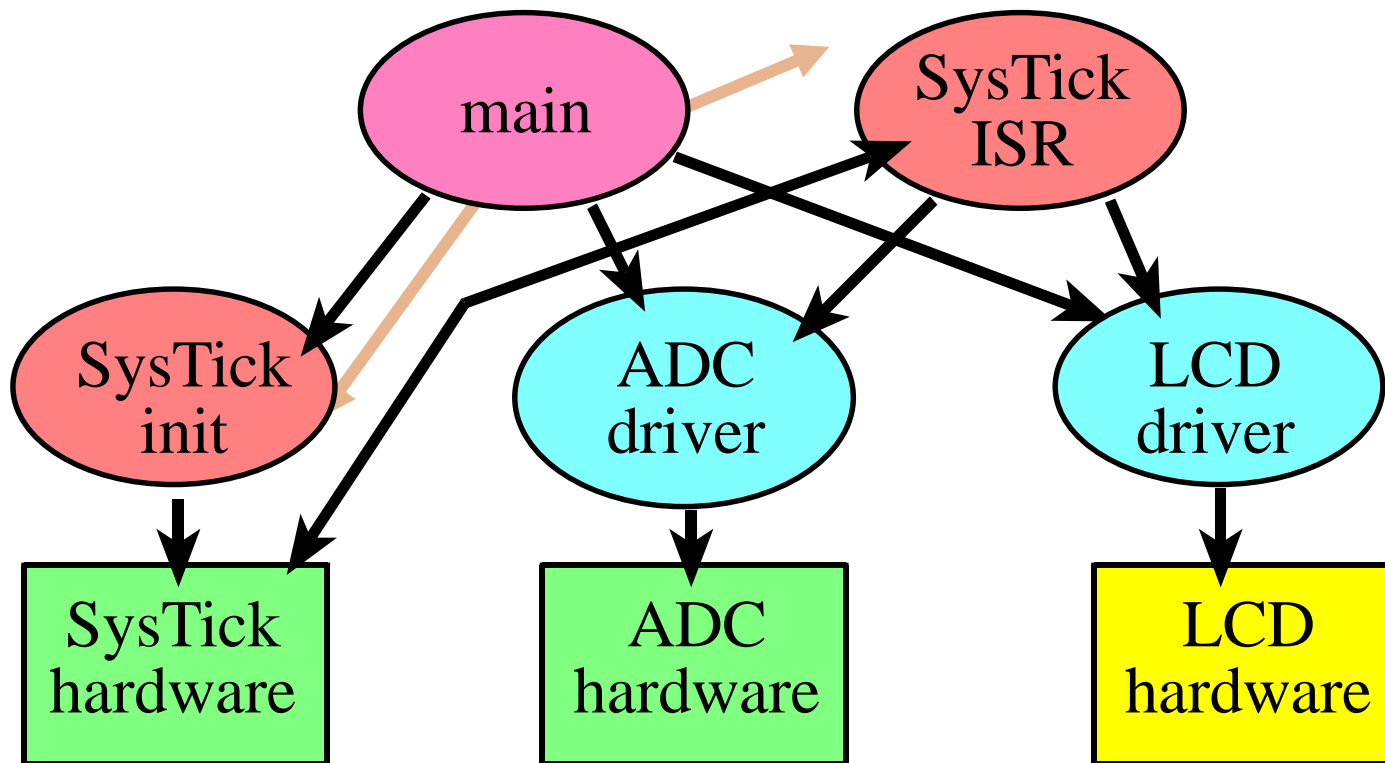 main
SysTick
ISR
SysTick
init
ADC
driver
LCD
driver
SysTick
hardware
ADC
hardware
LCD
hardware